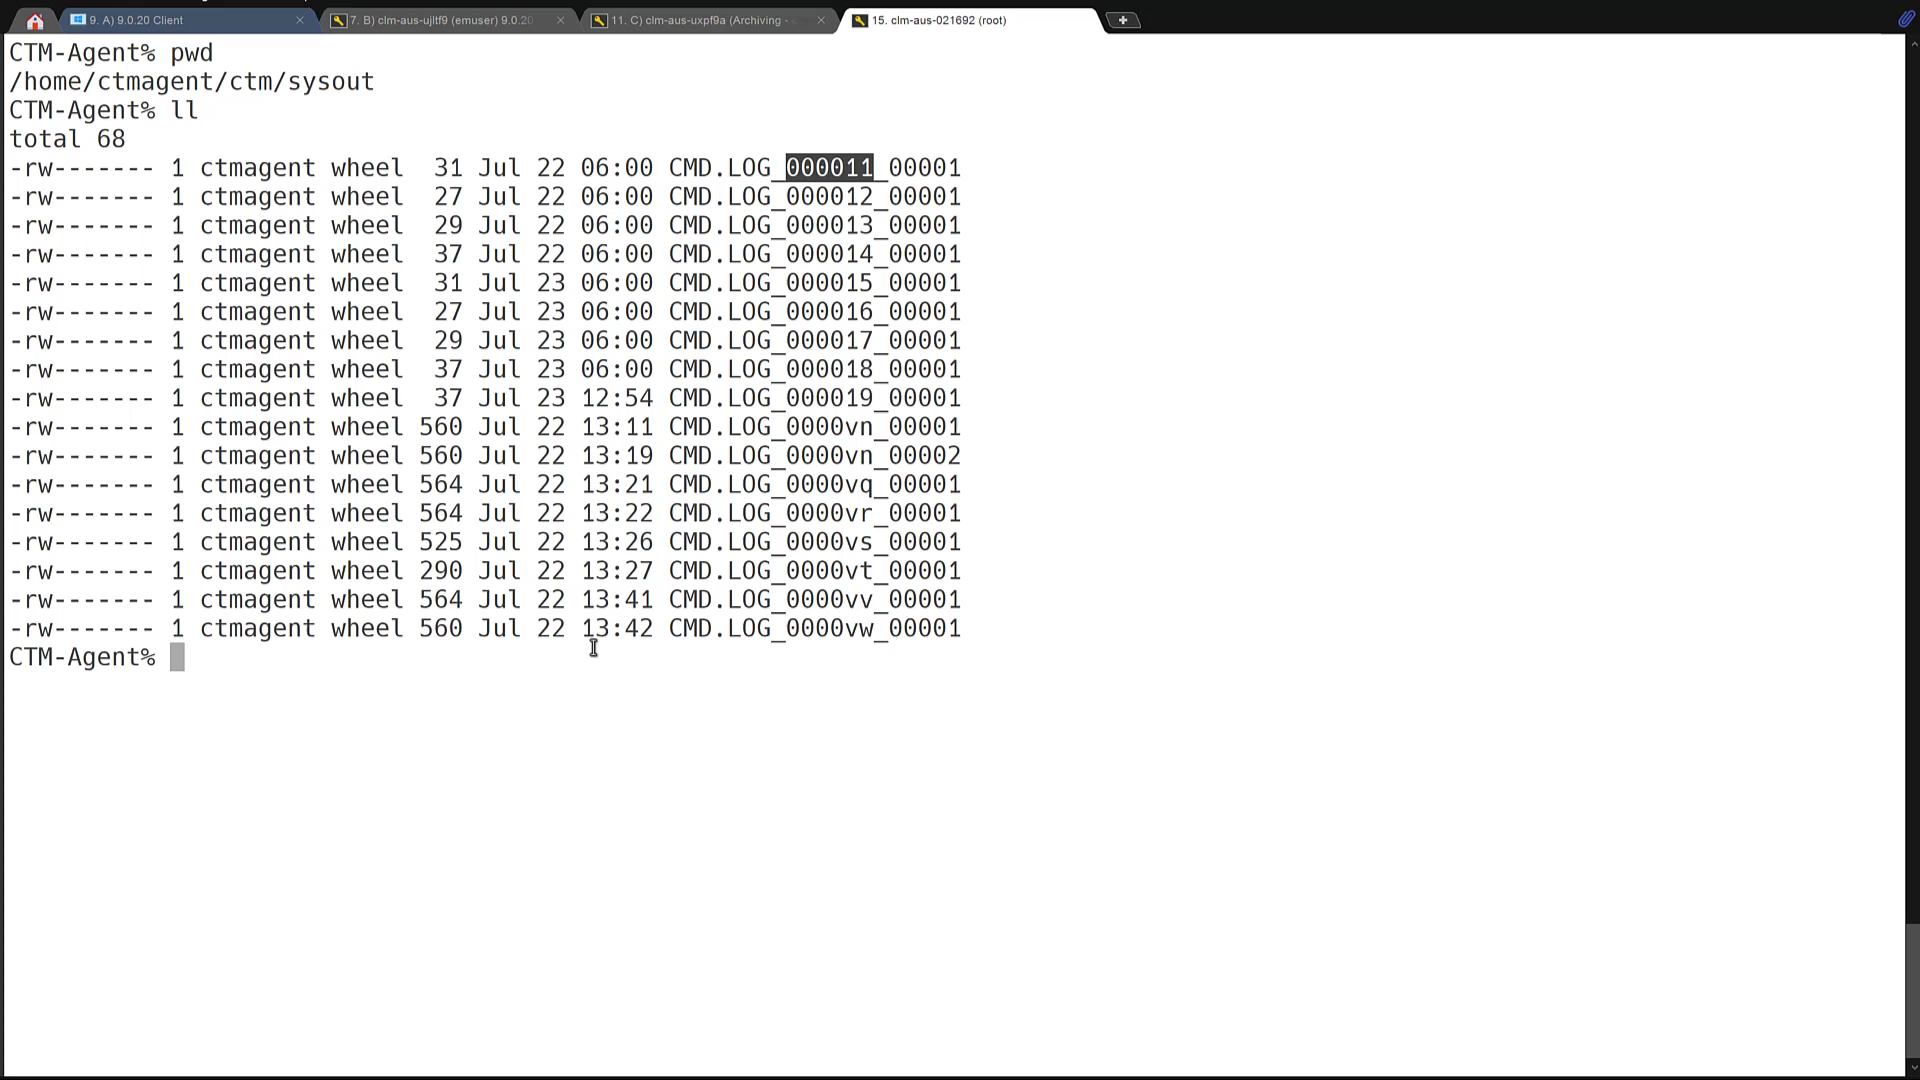 9. A) 9.0.20 Client
7. B) clm-aus-ujltf9 (emuser) 9.0.20
11. C) clm-aus-uxpf9a (Archiving -
15. clm-aus-021692 (root)
CTM-Agent% pwd
/home/ctmagent/ctm/sysout
CTM-Agent% ll
total 68
-rw------- 1 ctmagent wheel  31 Jul 22 06:00 CMD.LOG_000011_00001
-rw------- 1 ctmagent wheel  27 Jul 22 06:00 CMD.LOG_000012_00001
-rw------- 1 ctmagent wheel  29 Jul 22 06:00 CMD.LOG_000013_00001
-rw------- 1 ctmagent wheel  37 Jul 22 06:00 CMD.LOG_000014_00001
-rw------- 1 ctmagent wheel  31 Jul 23 06:00 CMD.LOG_000015_00001
-rw------- 1 ctmagent wheel  27 Jul 23 06:00 CMD.LOG_000016_00001
-rw------- 1 ctmagent wheel  29 Jul 23 06:00 CMD.LOG_000017_00001
-rw------- 1 ctmagent wheel  37 Jul 23 06:00 CMD.LOG_000018_00001
-rw------- 1 ctmagent wheel  37 Jul 23 12:54 CMD.LOG_000019_00001
-rw------- 1 ctmagent wheel 560 Jul 22 13:11 CMD.LOG_0000vn_00001
-rw------- 1 ctmagent wheel 560 Jul 22 13:19 CMD.LOG_0000vn_00002
-rw------- 1 ctmagent wheel 564 Jul 22 13:21 CMD.LOG_0000vq_00001
-rw------- 1 ctmagent wheel 564 Jul 22 13:22 CMD.LOG_0000vr_00001
-rw------- 1 ctmagent wheel 525 Jul 22 13:26 CMD.LOG_0000vs_00001
-rw------- 1 ctmagent wheel 290 Jul 22 13:27 CMD.LOG_0000vt_00001
-rw------- 1 ctmagent wheel 564 Jul 22 13:41 CMD.LOG_0000vv_00001
-rw------- 1 ctmagent wheel 560 Jul 22 13:42 CMD.LOG_0000vw_00001
CTM-Agent%